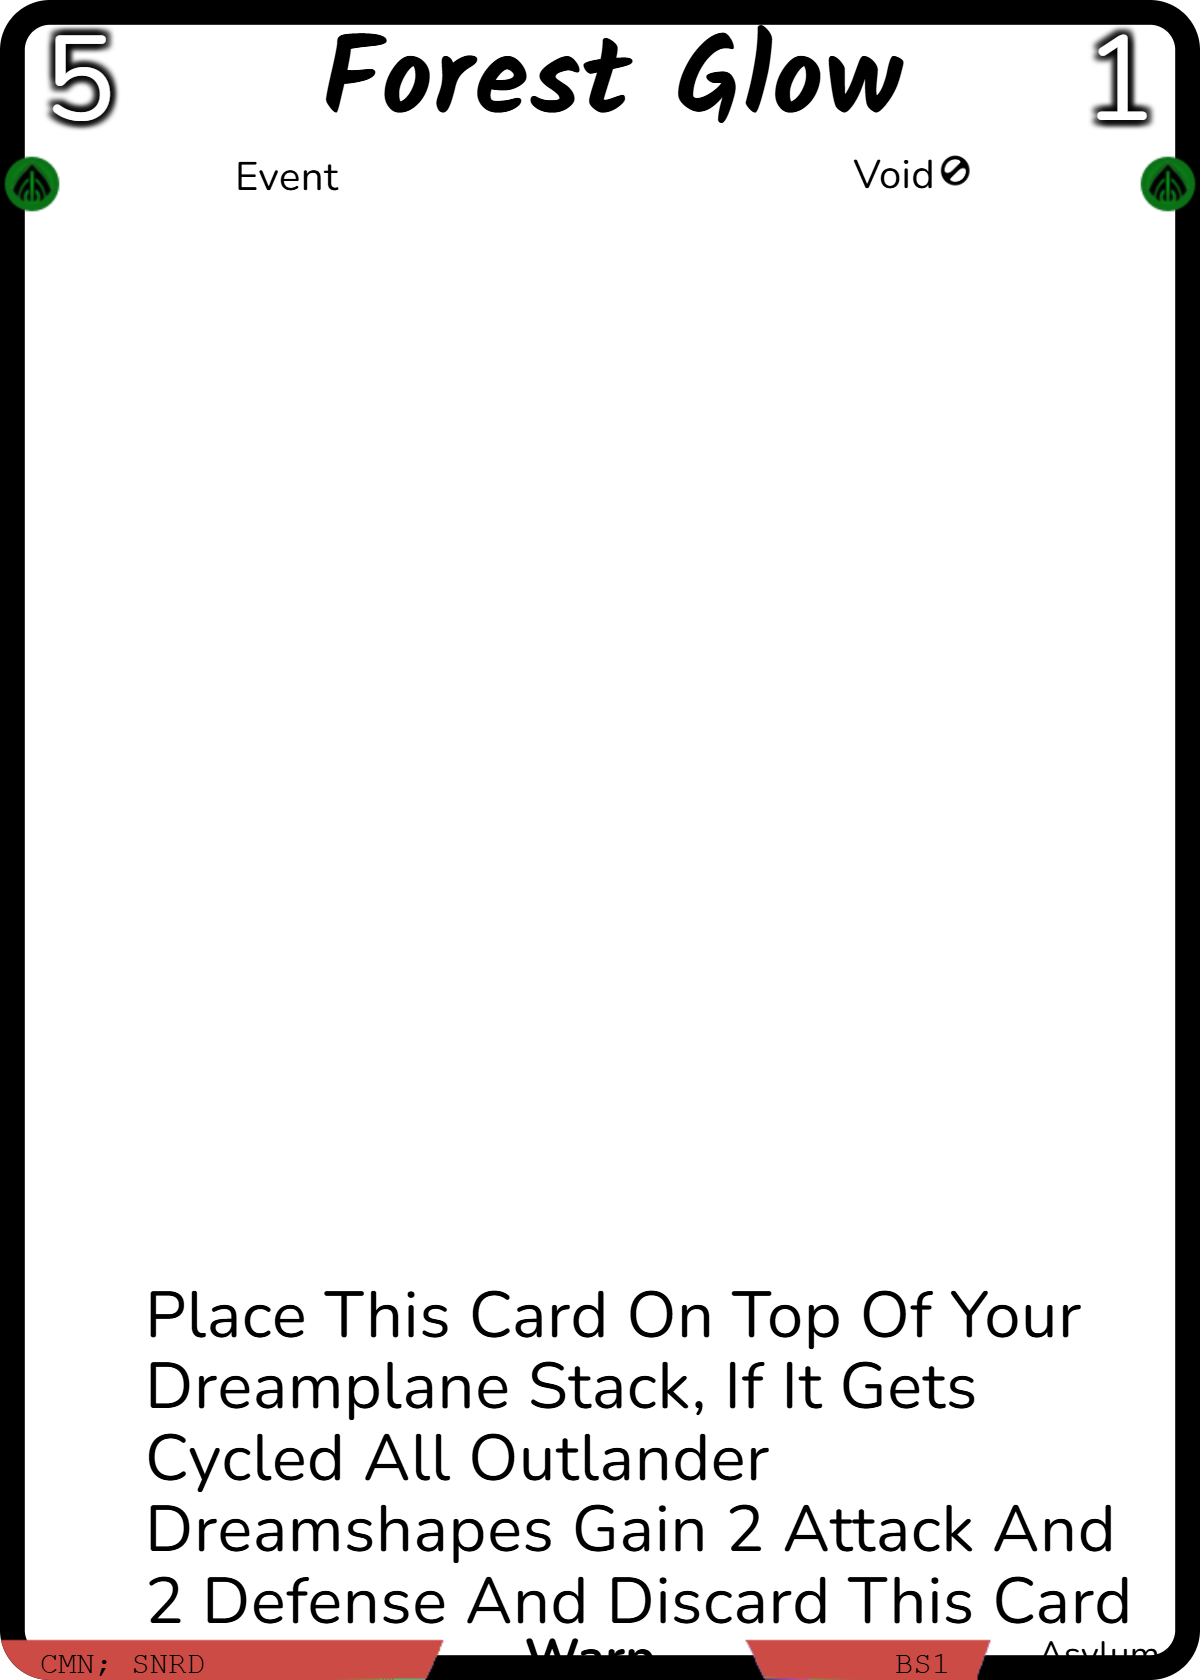 5 Forest Glow 1
Event Void
Place This Card On Top Of Your
Dreamplane Stack, If It Gets
Cycled All Outlander
Dreamshapes Gain 2 Attack And
2 Defense And Discard This Card
Warp
Asylum
CMN; SNRD BS1